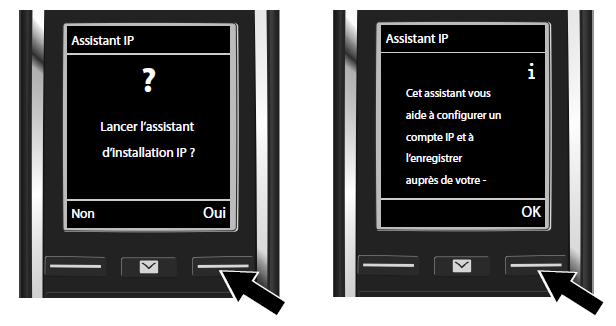 Assistant IP
?
Lancer l'assistant
d'installation IP ?
Non Oui
Assistant IP
i
Cet assistant vous
aide à configurer un
compte IP et à
l'enregistrer
auprès de votre -
OK